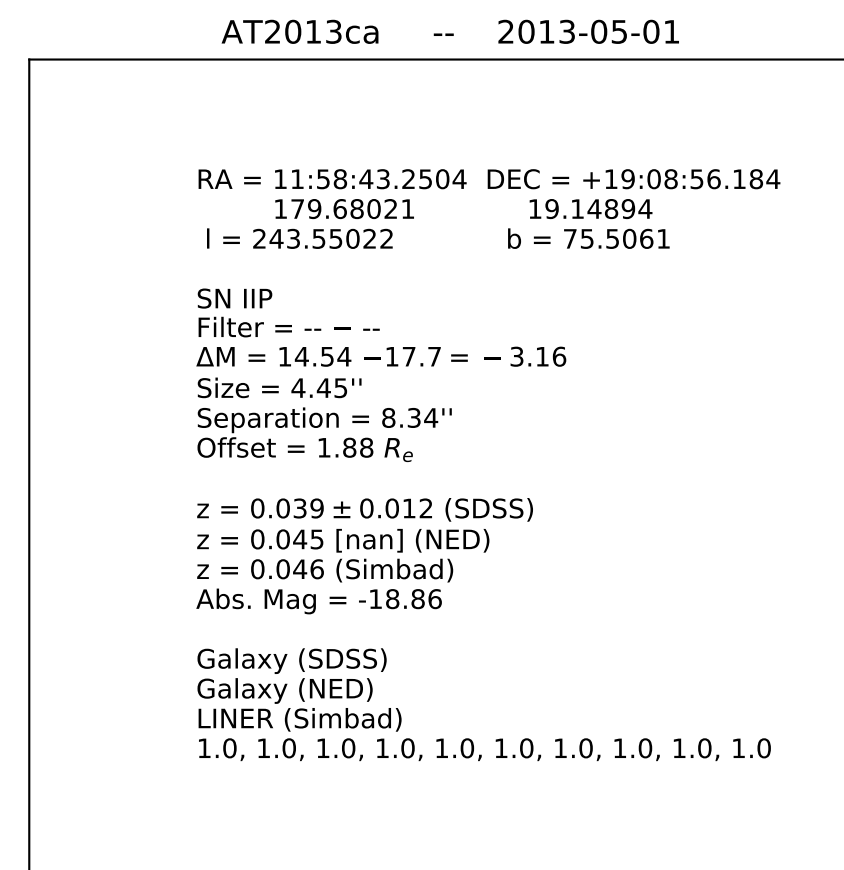 AT2013ca -- 2013-05-01
RA = 11:58:43.2504 DEC = +19:08:56.184
179.68021 19.14894
l = 243.55022 b = 75.5061
SN IIP
Filter = -- − --
ΔM = 14.54 −17.7 = − 3.16
Size = 4.45''
Separation = 8.34''
Offset = 1.88 Rₑ
z = 0.039 ± 0.012 (SDSS)
z = 0.045 [nan] (NED)
z = 0.046 (Simbad)
Abs. Mag = -18.86
Galaxy (SDSS)
Galaxy (NED)
LINER (Simbad)
1.0, 1.0, 1.0, 1.0, 1.0, 1.0, 1.0, 1.0, 1.0, 1.0